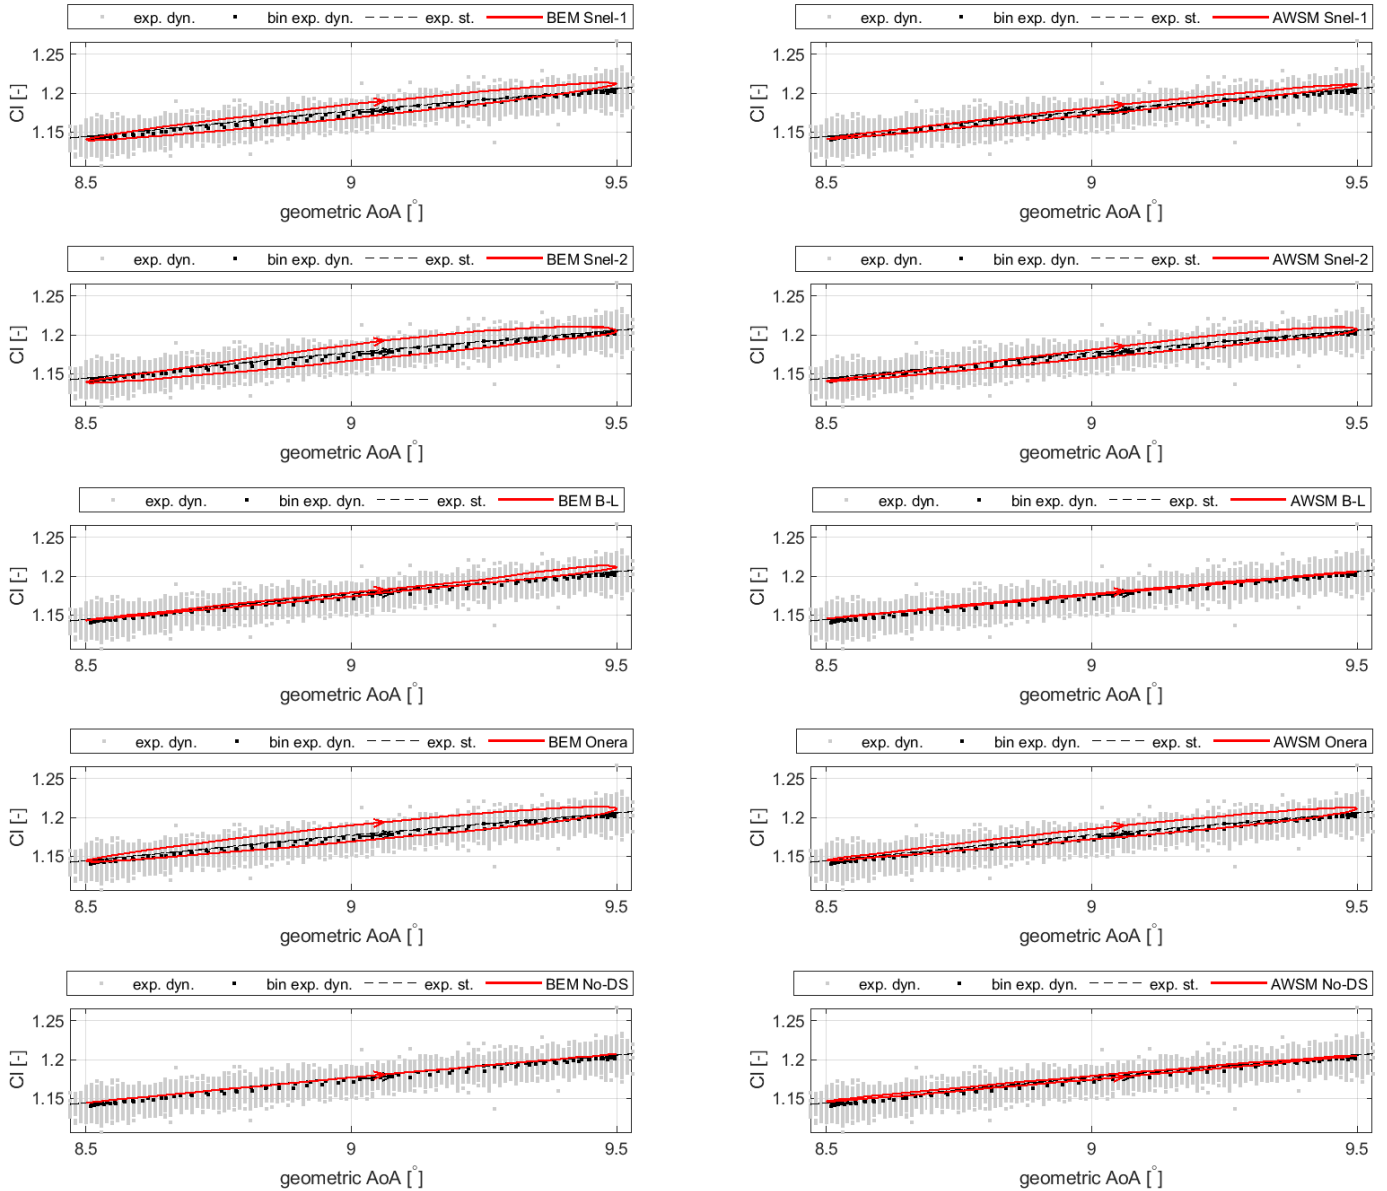 exp. dyn. bin exp. dyn. exp. st. BEM Snel-1
exp. dyn. bin exp. dyn. exp. st. AWSM Snel-1
1.25
1.2
1.15
Cl [-]
8.5 9 9.5
geometric AoA [°]
1.25
1.2
1.15
Cl [-]
8.5 9 9.5
geometric AoA [°]
exp. dyn. bin exp. dyn. exp. st. BEM Snel-2
exp. dyn. bin exp. dyn. exp. st. AWSM Snel-2
1.25
1.2
1.15
Cl [-]
8.5 9 9.5
geometric AoA [°]
1.25
1.2
1.15
Cl [-]
8.5 9 9.5
geometric AoA [°]
exp. dyn. bin exp. dyn. exp. st. BEM B-L
exp. dyn. bin exp. dyn. exp. st. AWSM B-L
1.25
1.2
1.15
Cl [-]
8.5 9 9.5
geometric AoA [°]
1.25
1.2
1.15
Cl [-]
8.5 9 9.5
geometric AoA [°]
exp. dyn. bin exp. dyn. exp. st. BEM Onera
exp. dyn. bin exp. dyn. exp. st. AWSM Onera
1.25
1.2
1.15
Cl [-]
8.5 9 9.5
geometric AoA [°]
1.25
1.2
1.15
Cl [-]
8.5 9 9.5
geometric AoA [°]
exp. dyn. bin exp. dyn. exp. st. BEM No-DS
exp. dyn. bin exp. dyn. exp. st. AWSM No-DS
1.25
1.2
1.15
Cl [-]
8.5 9 9.5
geometric AoA [°]
1.25
1.2
1.15
Cl [-]
8.5 9 9.5
geometric AoA [°]